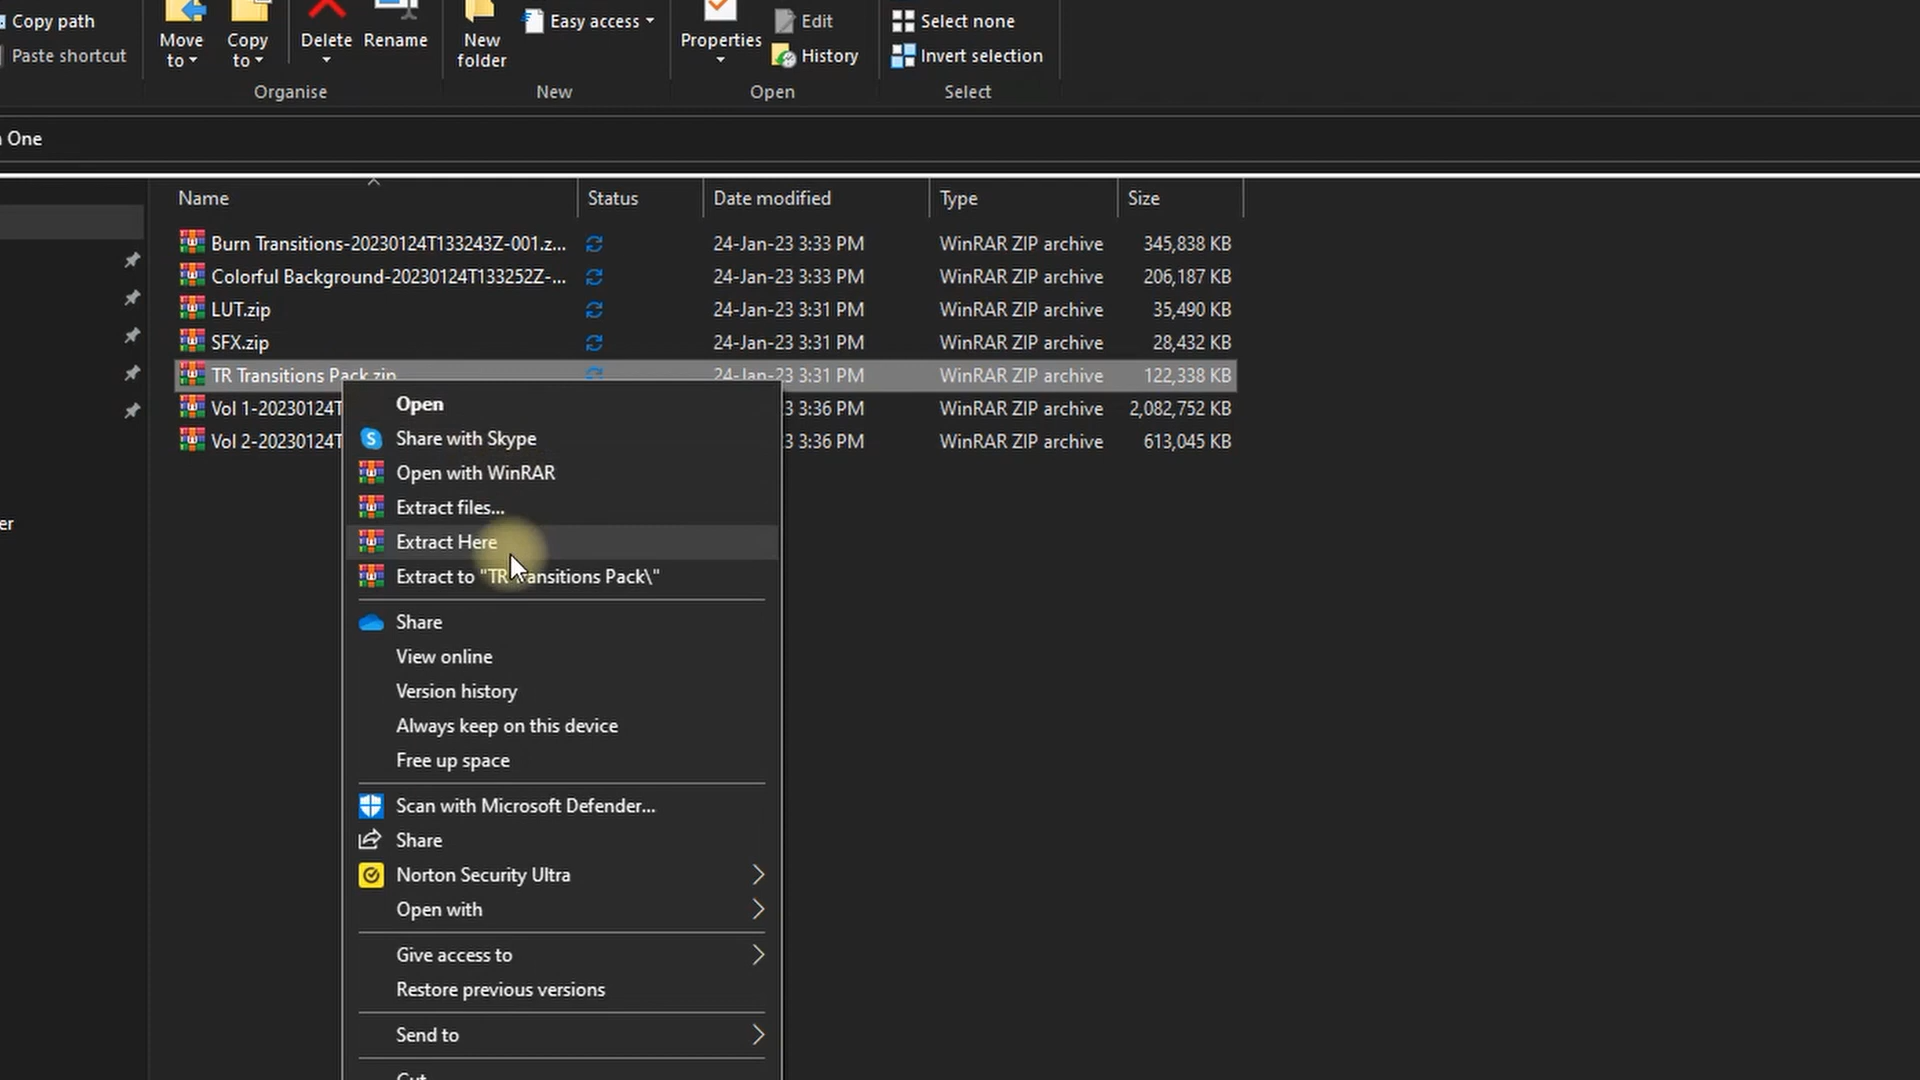 Copy path
Paste shortcut
Move to
Copy to
Delete
Rename
New folder
Easy access
Properties
Edit
History
Select none
Invert selection
Organise
New
Open
Select
One
Name Status Date modified Type Size
Burn Transitions-20230124T133243Z-001.z... 24-Jan-23 3:33 PM WinRAR ZIP archive 345,838 KB
Colorful Background-20230124T133252Z-... 24-Jan-23 3:33 PM WinRAR ZIP archive 206,187 KB
LUT.zip 24-Jan-23 3:31 PM WinRAR ZIP archive 35,490 KB
SFX.zip 24-Jan-23 3:31 PM WinRAR ZIP archive 28,432 KB
TR Transitions Pack.zip 24-Jan-23 3:31 PM WinRAR ZIP archive 122,338 KB
Vol 1-20230124T 3 3:36 PM WinRAR ZIP archive 2,082,752 KB
Vol 2-20230124T 3 3:36 PM WinRAR ZIP archive 613,045 KB
er
Open
Share with Skype
Open with WinRAR
Extract files...
Extract Here
Extract to "TR Transitions Pack\"
Share
View online
Version history
Always keep on this device
Free up space
Scan with Microsoft Defender...
Share
Norton Security Ultra
Open with
Give access to
Restore previous versions
Send to
Cut